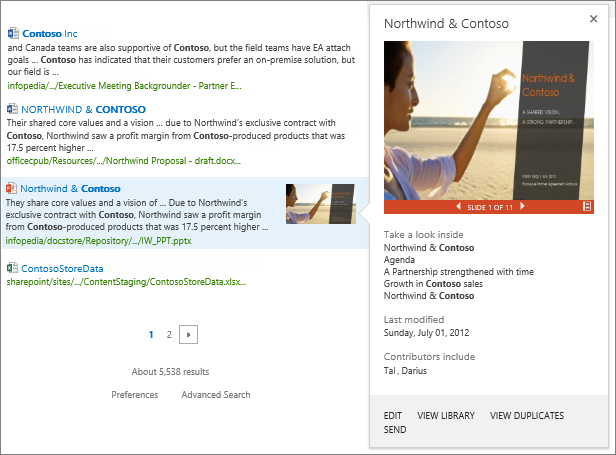 Contoso Inc
and Canada teams are also supportive of Contoso, but the field teams have EA attach
goals ... Contoso has indicated that their customers prefer an on-premise solution, but
our field is ...
infopedia/.../Executive Meeting Backgrounder - Partner E...
NORTHWIND & CONTOSO
Their shared core values and a vision ... due to Northwind's exclusive contract with
Contoso, Northwind saw a profit margin from Contoso-produced products that was
17.5 percent higher ...
officecpub/Resources/.../Northwind Proposal - draft.docx...
Northwind & Contoso
They share core values and a vision of ... Due to Northwind's
exclusive contract with Contoso, Northwind saw a profit margin
from Contoso-produced products that was 17.5 percent higher ...
infopedia/docstore/Repository/.../IW_PPT.pptx
ContosoStoreData
sharepoint/sites/.../ContentStaging/ContosoStoreData.xlsx...
1 2
About 5,538 results
Preferences Advanced Search
Northwind & Contoso
Northwind &
Contoso
A SHARED VISION.
A STRONG PARTNERSHIP.
SLIDE 1 OF 11
Take a look inside
Northwind & Contoso
Agenda
A Partnership strengthened with time
Growth in Contoso sales
Northwind & Contoso
Last modified
Sunday, July 01, 2012
Contributors include
Tal , Darius
EDIT VIEW LIBRARY VIEW DUPLICATES
SEND